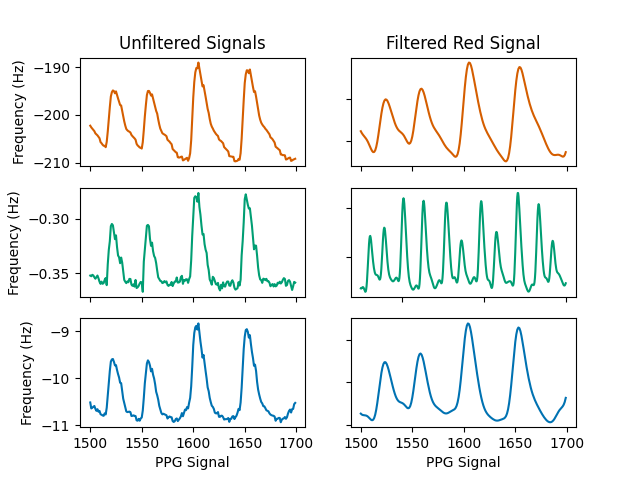 Unfiltered Signals
Filtered Red Signal
Frequency (Hz)
−190
−200
−210
Frequency (Hz)
−0.30
−0.35
Frequency (Hz)
−9
−10
−11
1500 1550 1600 1650 1700
1500 1550 1600 1650 1700
PPG Signal
PPG Signal